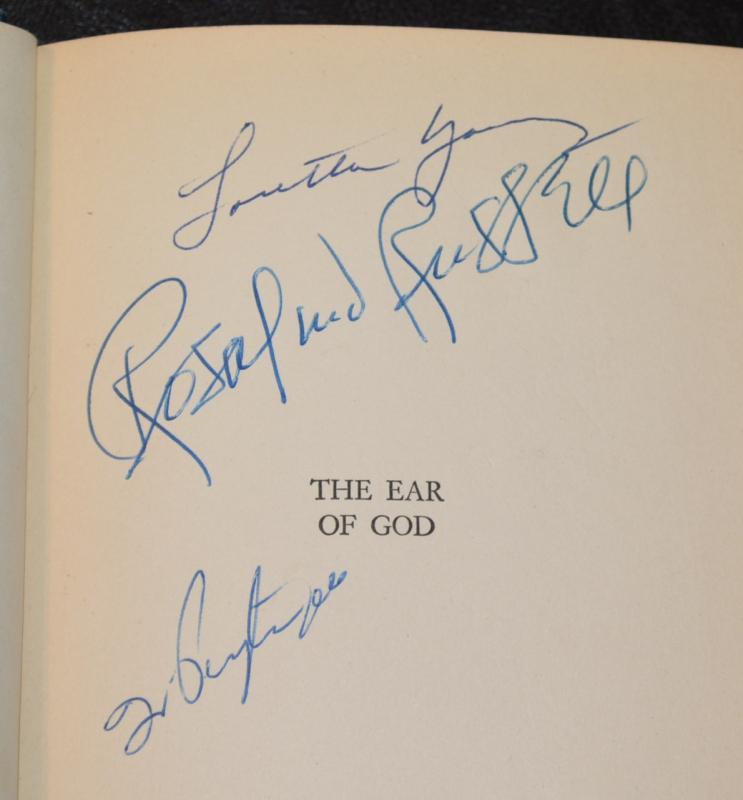 Loretta Young
Rosalind Russell
THE EAR
OF GOD